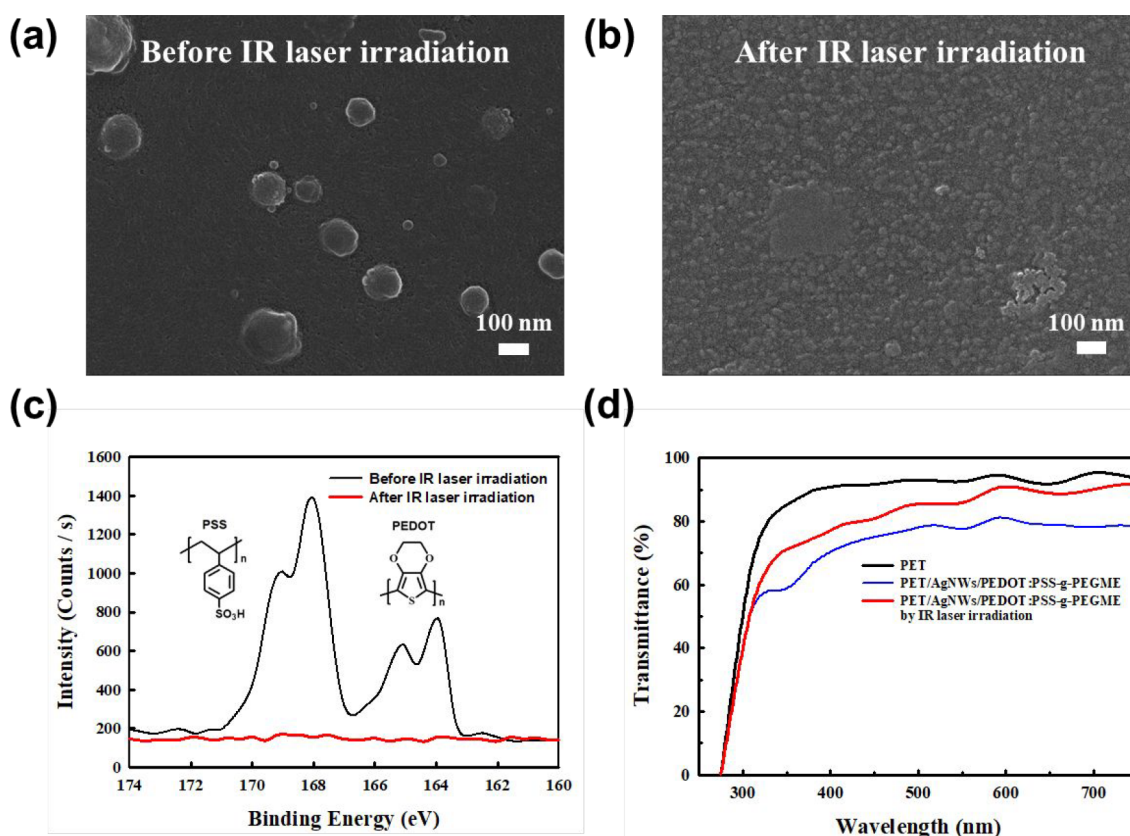 (a)
Before IR laser irradiation
100 nm
(b)
After IR laser irradiation
100 nm
(c)
1600
1400
1200
1000
800
600
400
200
0
Intensity (Counts / s)
Before IR laser irradiation
After IR laser irradiation
PSS
n
SO₃H
PEDOT
O
O
S
n
174 172 170 168 166 164 162 160
Binding Energy (eV)
(d)
100
80
60
40
20
0
Transmittance (%)
PET
PET/AgNWs/PEDOT:PSS-g-PEGME
PET/AgNWs/PEDOT:PSS-g-PEGME
by IR laser irradiation
300 400 500 600 700
Wavelength (nm)